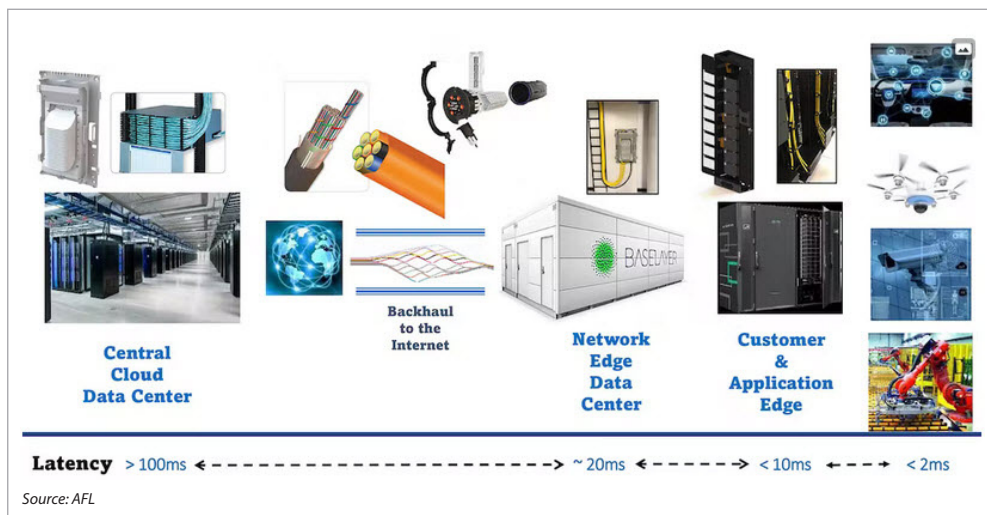 BASELAYER
Backhaul
to the
Internet
Central
Cloud
Data Center
Network
Edge
Data
Center
Customer
&
Application
Edge
Latency > 100ms ~ 20ms < 10ms < 2ms
Source: AFL